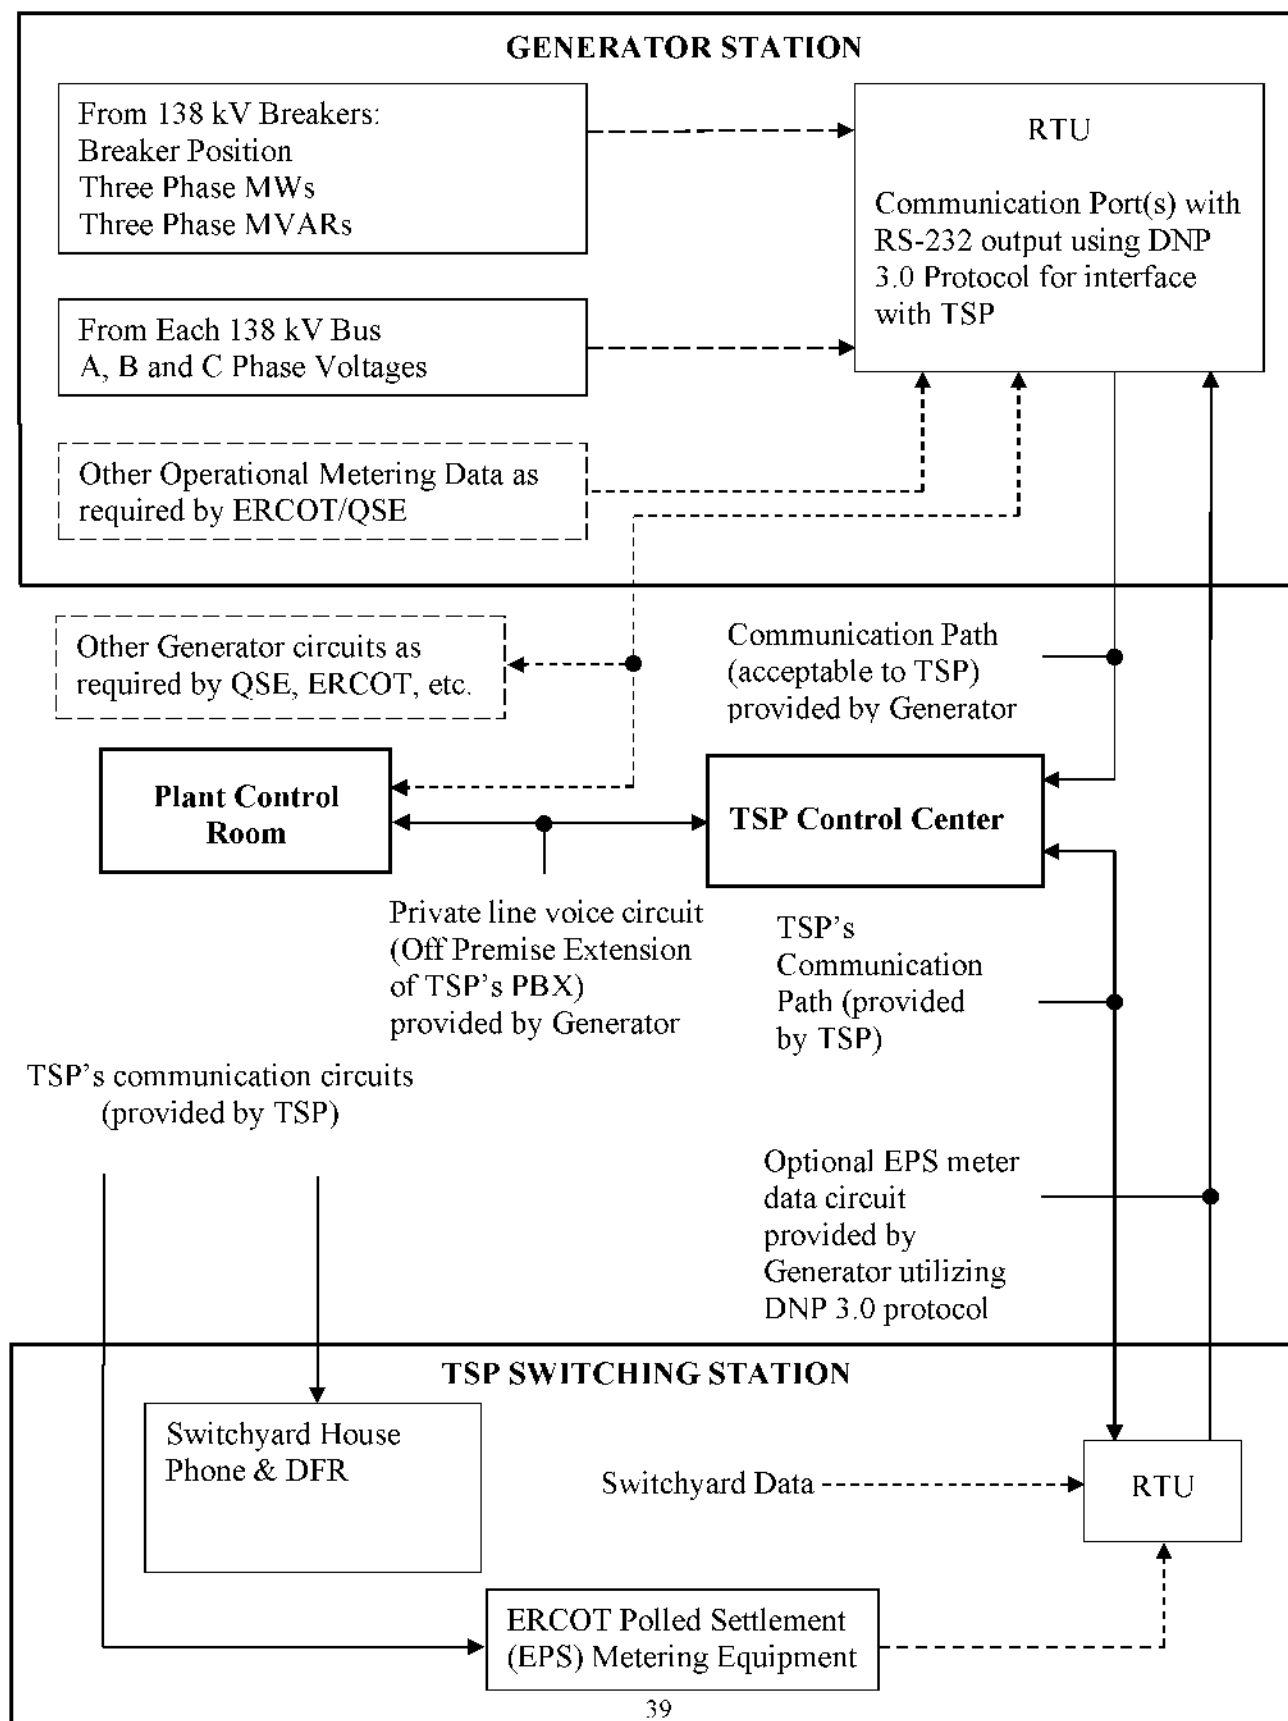 GENERATOR STATION
From 138 kV Breakers:
Breaker Position
Three Phase MWs
Three Phase MVARs
RTU
Communication Port(s) with
RS-232 output using DNP
3.0 Protocol for interface
with TSP
From Each 138 kV Bus
A, B and C Phase Voltages
Other Operational Metering Data as
required by ERCOT/QSE
Other Generator circuits as
required by QSE, ERCOT, etc.
Communication Path
(acceptable to TSP)
provided by Generator
Plant Control
Room
TSP Control Center
Private line voice circuit
(Off Premise Extension
of TSP's PBX)
provided by Generator
TSP's
Communication
Path (provided
by TSP)
TSP's communication circuits
(provided by TSP)
Optional EPS meter
data circuit
provided by
Generator utilizing
DNP 3.0 protocol
TSP SWITCHING STATION
Switchyard House
Phone & DFR
Switchyard Data
RTU
ERCOT Polled Settlement
(EPS) Metering Equipment
39